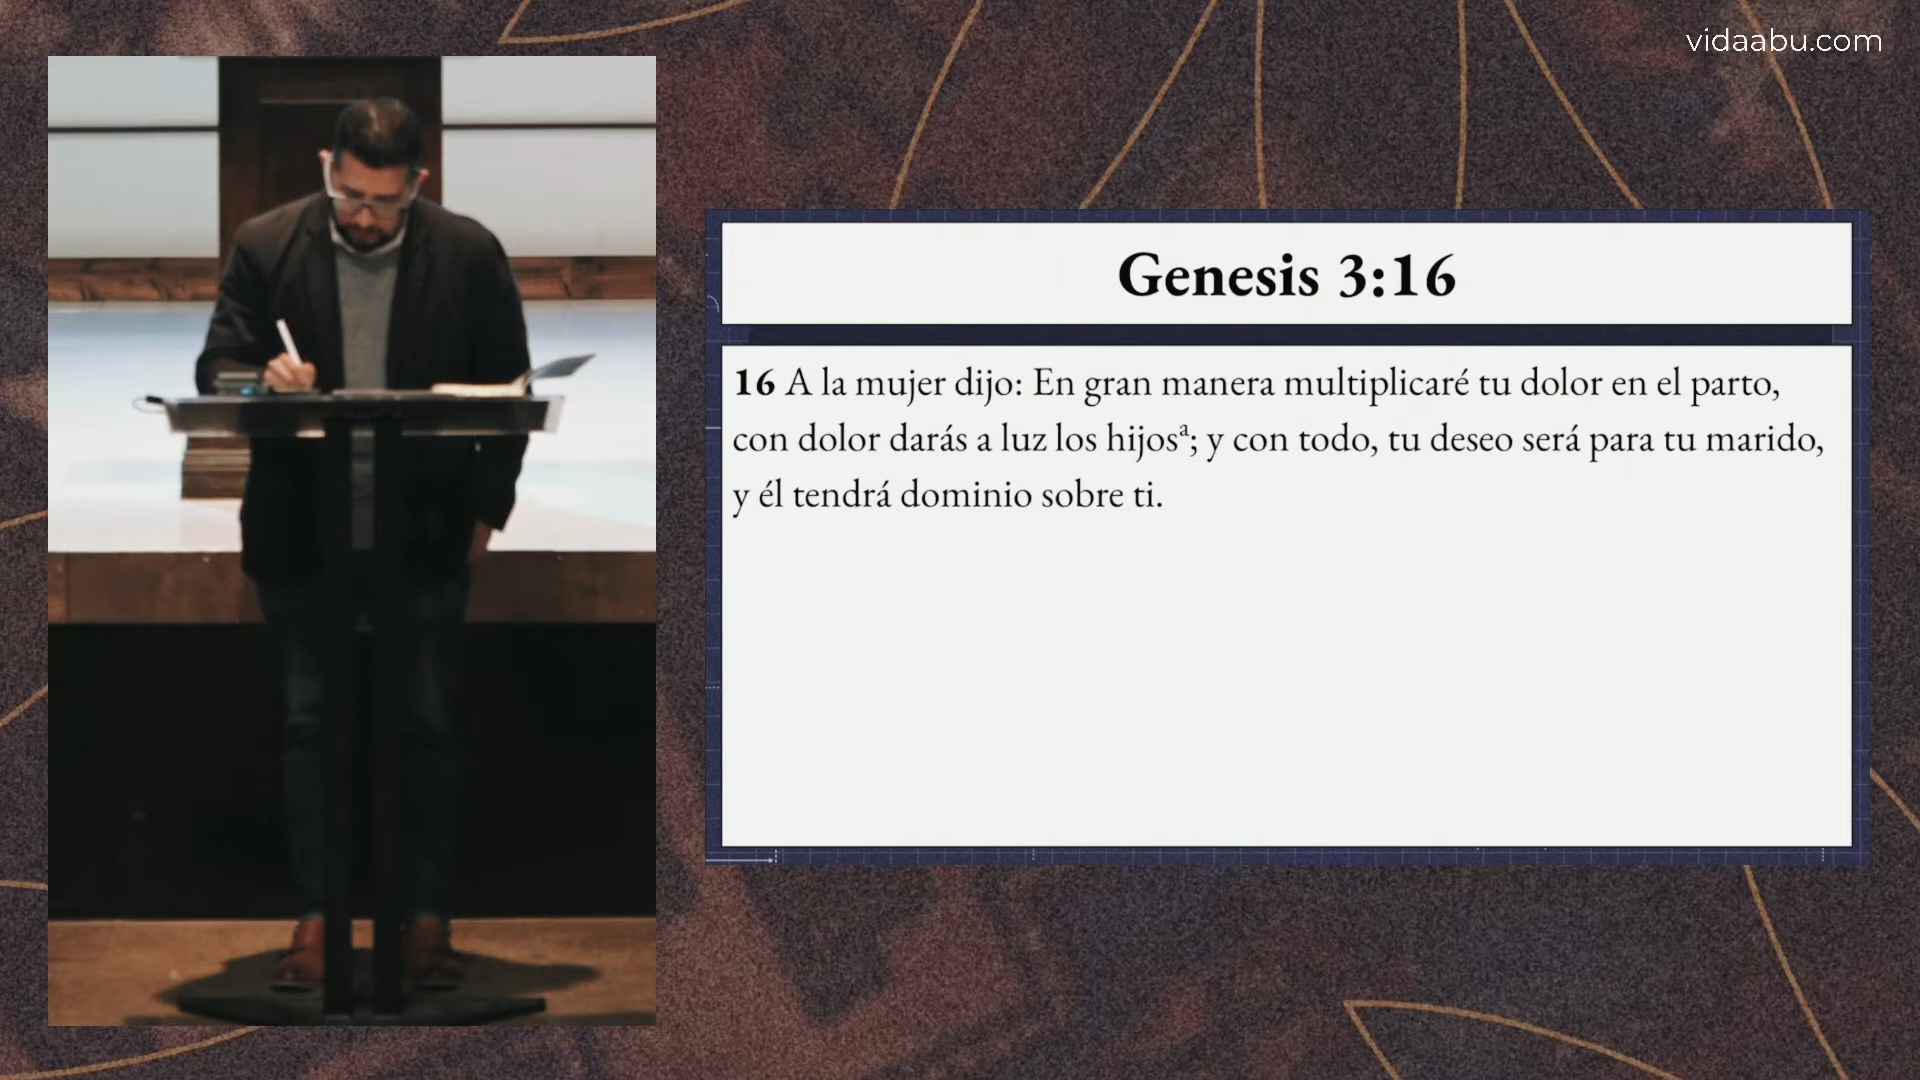 vidaabu.com
Genesis 3:16
16 A la mujer dijo: En gran manera multiplicaré tu dolor en el parto,
con dolor darás a luz los hijosª; y con todo, tu deseo será para tu marido,
y él tendrá dominio sobre ti.